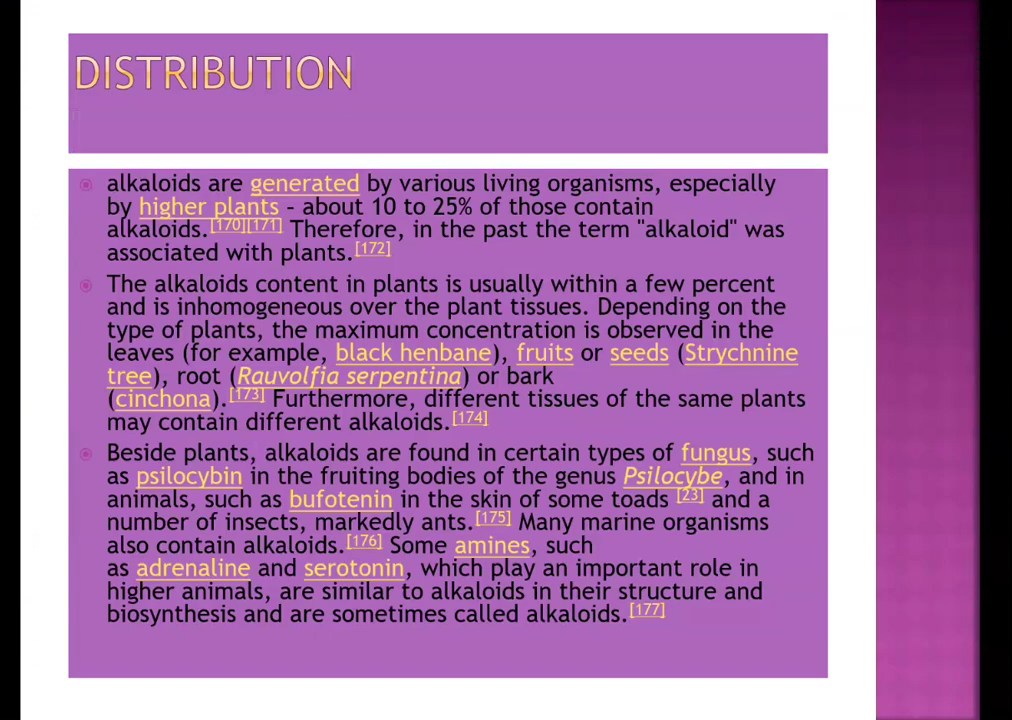 DISTRIBUTION
alkaloids are generated by various living organisms, especially
by higher plants – about 10 to 25% of those contain
alkaloids.[170][171] Therefore, in the past the term "alkaloid" was
associated with plants.[172]
The alkaloids content in plants is usually within a few percent
and is inhomogeneous over the plant tissues. Depending on the
type of plants, the maximum concentration is observed in the
leaves (for example, black henbane), fruits or seeds (Strychnine
tree), root (Rauvolfia serpentina) or bark
(cinchona).[173] Furthermore, different tissues of the same plants
may contain different alkaloids.[174]
Beside plants, alkaloids are found in certain types of fungus, such
as psilocybin in the fruiting bodies of the genus Psilocybe, and in
animals, such as bufotenin in the skin of some toads [23] and a
number of insects, markedly ants.[175] Many marine organisms
also contain alkaloids.[176] Some amines, such
as adrenaline and serotonin, which play an important role in
higher animals, are similar to alkaloids in their structure and
biosynthesis and are sometimes called alkaloids.[177]